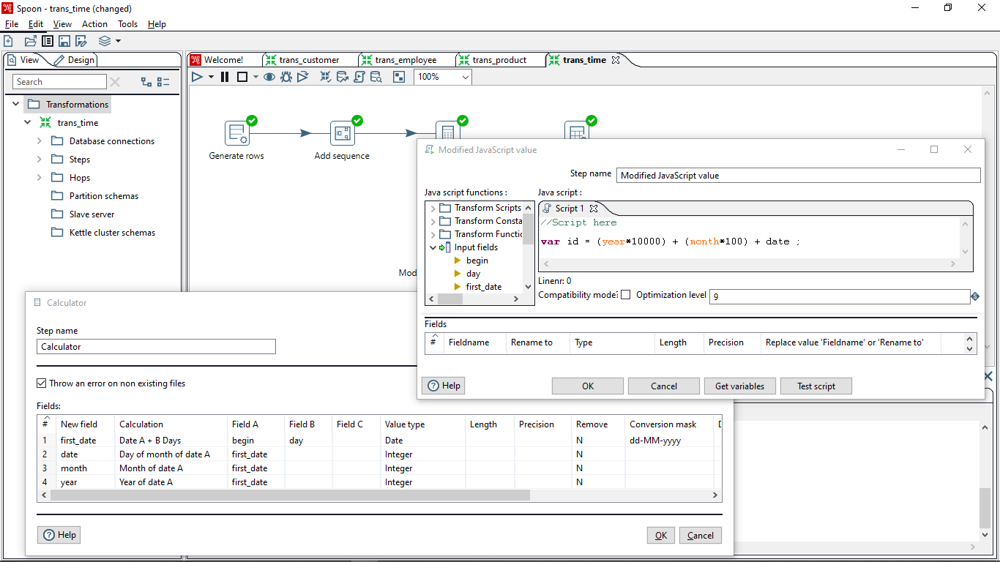 Spoon - trans_time (changed)
File Edit View Action Tools Help
View Design
Welcome! trans_customer trans_employee trans_product trans_time
Search
100%
Transformations
trans_time
Database connections
Steps
Hops
Partition schemas
Slave server
Kettle cluster schemas
Generate rows
Add sequence
Mod
Modified JavaScript value
Step name Modified JavaScript value
Java script functions :
Transform Scripts
Transform Consta
Transform Functic
Input fields
begin
day
first_date
Java script :
Script 1
//Script here
var id = (year*10000) + (month*100) + date ;
Linenr: 0
Compatibility mode? Optimization level 9
Fields
# Fieldname Rename to Type Length Precision Replace value 'Fieldname' or 'Rename to'
Help OK Cancel Get variables Test script
Calculator
Step name
Calculator
Throw an error on non existing files
Fields:
# New field Calculation Field A Field B Field C Value type Length Precision Remove Conversion mask
1 first_date Date A + B Days begin day Date N dd-MM-yyyy
2 date Day of month of date A first_date Integer N
3 month Month of date A first_date Integer N
4 year Year of date A first_date Integer N
Help OK Cancel